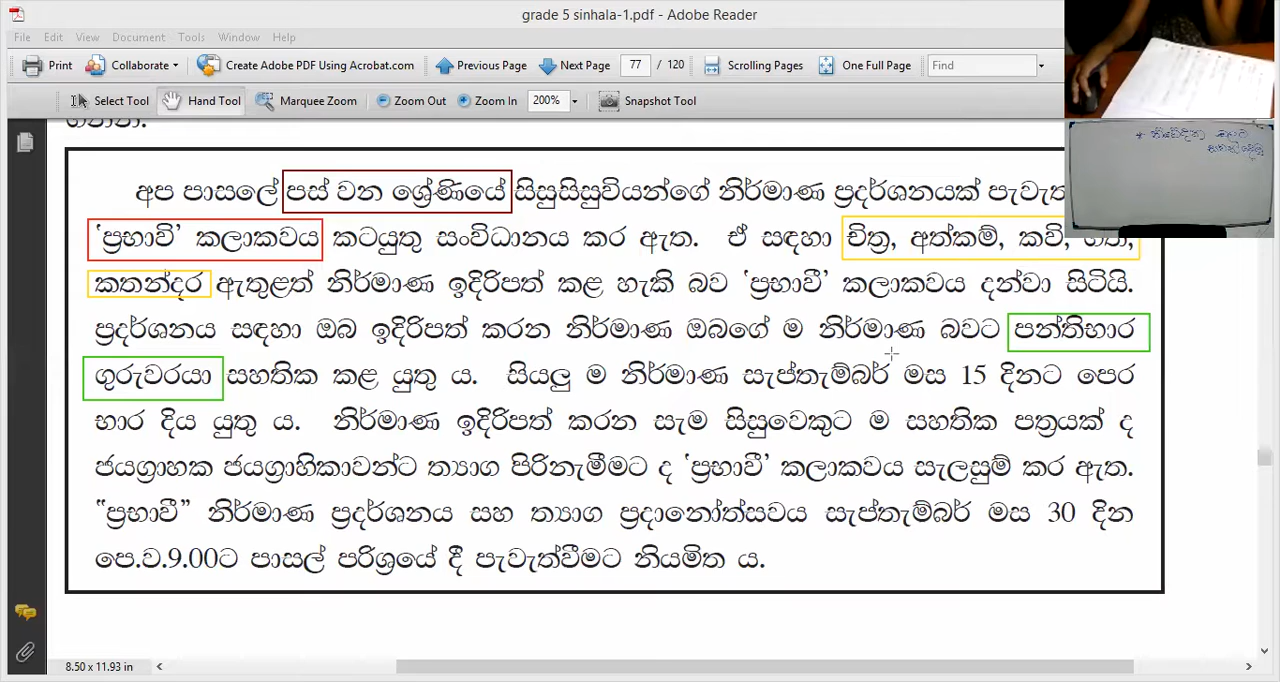 grade 5 sinhala-1.pdf - Adobe Reader
File Edit View Document Tools Window Help
Print Collaborate Create Adobe PDF Using Acrobat.com Previous Page 77 / 120 Next Page Scrolling Pages One Full Page Find
Select Tool Hand Tool Marquee Zoom Zoom Out Zoom In 200% Snapshot Tool
අප පාසලේ පස් වන ශ්‍රේණියේ සිසුසිසුවියන්ගේ නිර්මාණ ප්‍රදර්ශනයක්
‘ප්‍රභාවි’ කලාකවය කටයුතු සංවිධානය කර ඇත. ඒ සඳහා චිත්‍ර, අත්කම්, කවි,
කතන්දර ඇතුළත් නිර්මාණ ඉදිරිපත් කළ හැකි බව ‘ප්‍රභාවී’ කලාකවය දන්වා සිටියි.
ප්‍රදර්ශනය සඳහා ඔබ ඉදිරිපත් කරන නිර්මාණ ඔබගේ ම නිර්මාණ බවට පන්තිභාර
ගුරුවරයා සහතික කළ යුතු ය. සියලු ම නිර්මාණ සැප්තැම්බර් මස 15 දිනට පෙර
භාර දිය යුතු ය. නිර්මාණ ඉදිරිපත් කරන සැම සිසුවෙකුට ම සහතික පත්‍රයක් ද
ජයග්‍රාහක ජයග්‍රාහිකාවන්ට ත්‍යාග පිරිනැමීමට ද ‘ප්‍රභාවී’ කලාකවය සැලසුම් කර ඇත.
“ප්‍රභාවී” නිර්මාණ ප්‍රදර්ශනය සහ ත්‍යාග ප්‍රදානෝත්සවය සැප්තැම්බර් මස 30 දින
පෙ.ව.9.00ට පාසල් පරිශ්‍රයේ දී පැවැත්වීමට නියමිත ය.
8.50 x 11.93 in